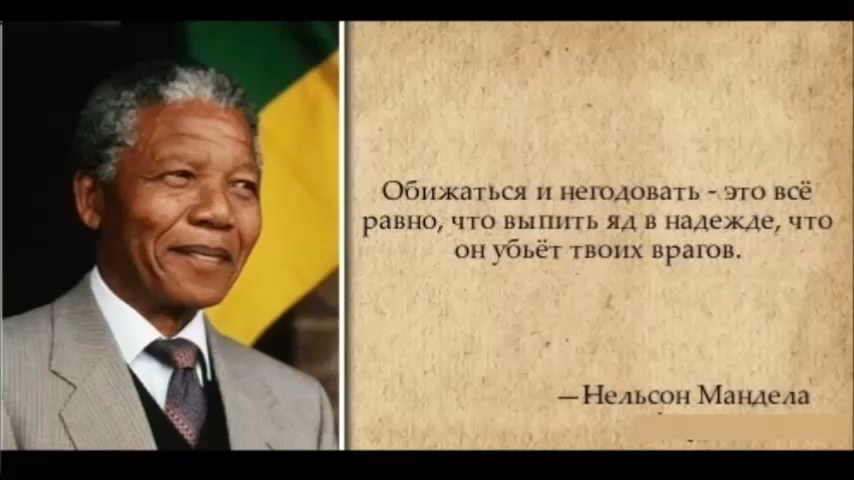 Обижаться и негодовать - это всё
равно, что выпить яд в надежде, что
он убьёт твоих врагов.
—Нельсон Мандела